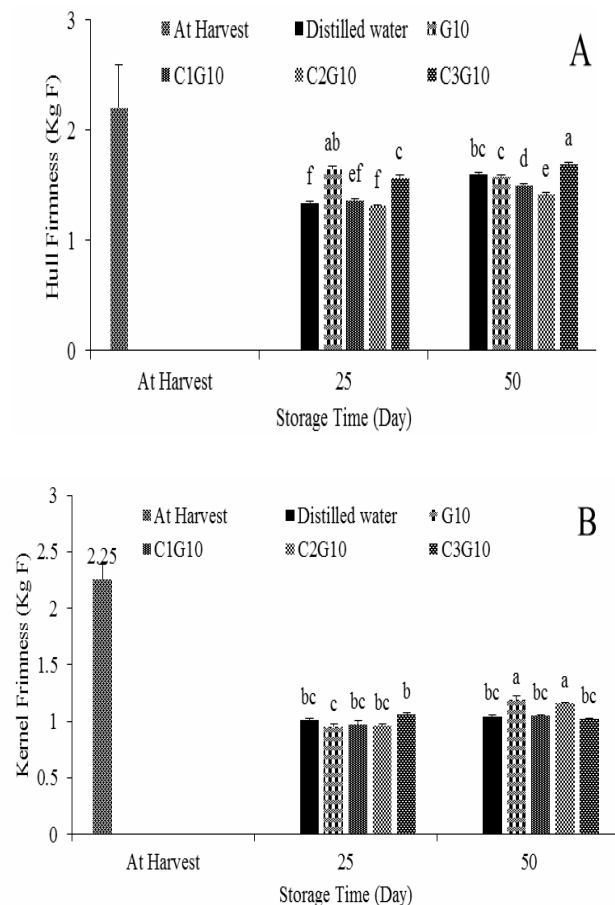 3
At Harvest Distilled water G10
C1G10 C2G10 C3G10
A
2
1
0
Hull Firmness (Kg F)
f ab ef f c
bc c d e a
At Harvest 25 50
Storage Time (Day)
3
At Harvest Distilled water G10
C1G10 C2G10 C3G10
B
2.5
2.25
2
1.5
1
0.5
0
Kernel Frimness (Kg F)
bc c bc bc b
bc a bc a bc
At Harvest 25 50
Storage Time (Day)